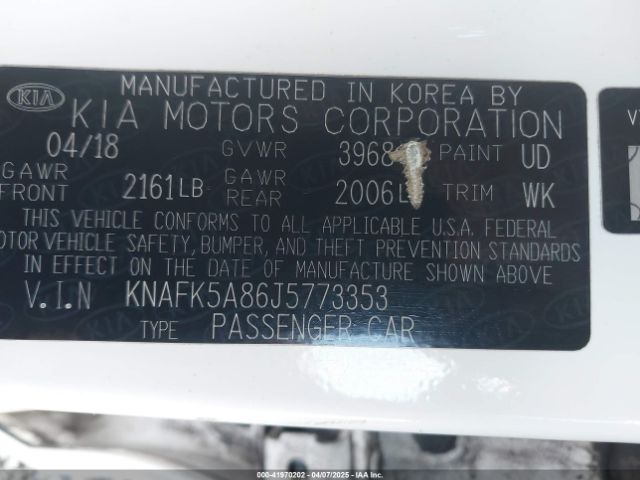 KIA
MANUFACTURED IN KOREA BY
KIA MOTORS CORPORATION
04/18 GVWR PAINT UD
GAWR FRONT 2161LB GAWR REAR 2006 TRIM WK
THIS VEHICLE CONFORMS TO ALL APPLICABLE U.S.A. FEDERAL
MOTOR VEHICLE SAFETY, BUMPER, AND THEFT PREVENTION STANDARDS
IN EFFECT ON THE DATE OF MANUFACTURE SHOWN ABOVE
V.I.N KNAFK5A86J5773353
TYPE PASSENGER CAR
000-41970202 - 04/07/2025 - IAAI.COM